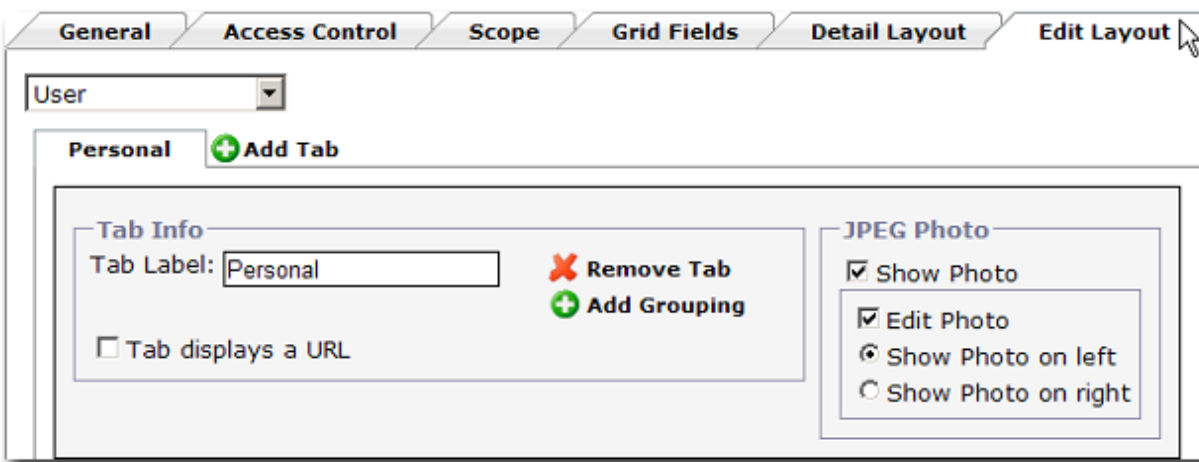 General Access Control Scope Grid Fields Detail Layout Edit Layout
User
Personal Add Tab
Tab Info
Tab Label: Personal
Remove Tab
Add Grouping
Tab displays a URL
JPEG Photo
Show Photo
Edit Photo
Show Photo on left
Show Photo on right